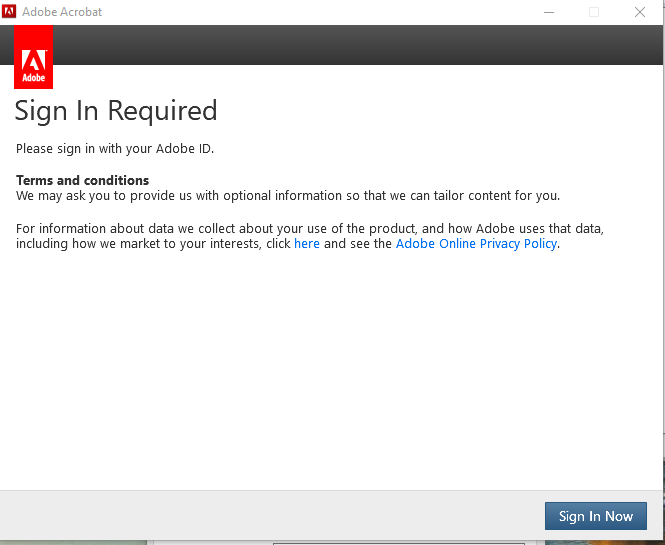 Adobe Acrobat
Adobe
Sign In Required
Please sign in with your Adobe ID.
Terms and conditions
We may ask you to provide us with optional information so that we can tailor content for you.
For information about data we collect about your use of the product, and how Adobe uses that data,
including how we market to your interests, click here and see the Adobe Online Privacy Policy.
Sign In Now